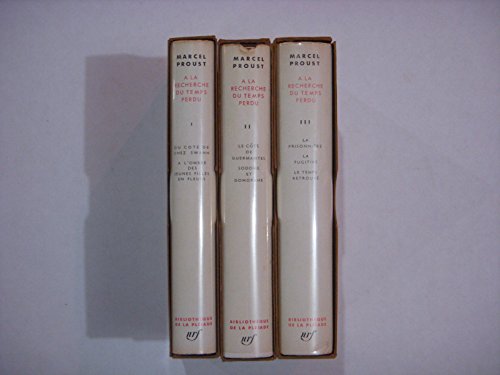 MARCEL
PROUST
A LA
RECHERCHE
DU TEMPS
PERDU
I
DU COTÉ DE
CHEZ SWANN
A L'OMBRE
DES
JEUNES FILLES
EN FLEURS
BIBLIOTHÈQUE
DE LA PLÉIADE
nrf
MARCEL
PROUST
A LA
RECHERCHE
DU TEMPS
PERDU
II
LE CÔTÉ
DE
GUERMANTES
SODOME
ET
GOMORRHE
BIBLIOTHÈQUE
DE LA PLÉIADE
nrf
MARCEL
PROUST
A LA
RECHERCHE
DU TEMPS
PERDU
III
LA
PRISONNIÈRE
LA
FUGITIVE
LE TEMPS
RETROUVÉ
BIBLIOTHÈQUE
DE LA PLÉIADE
nrf